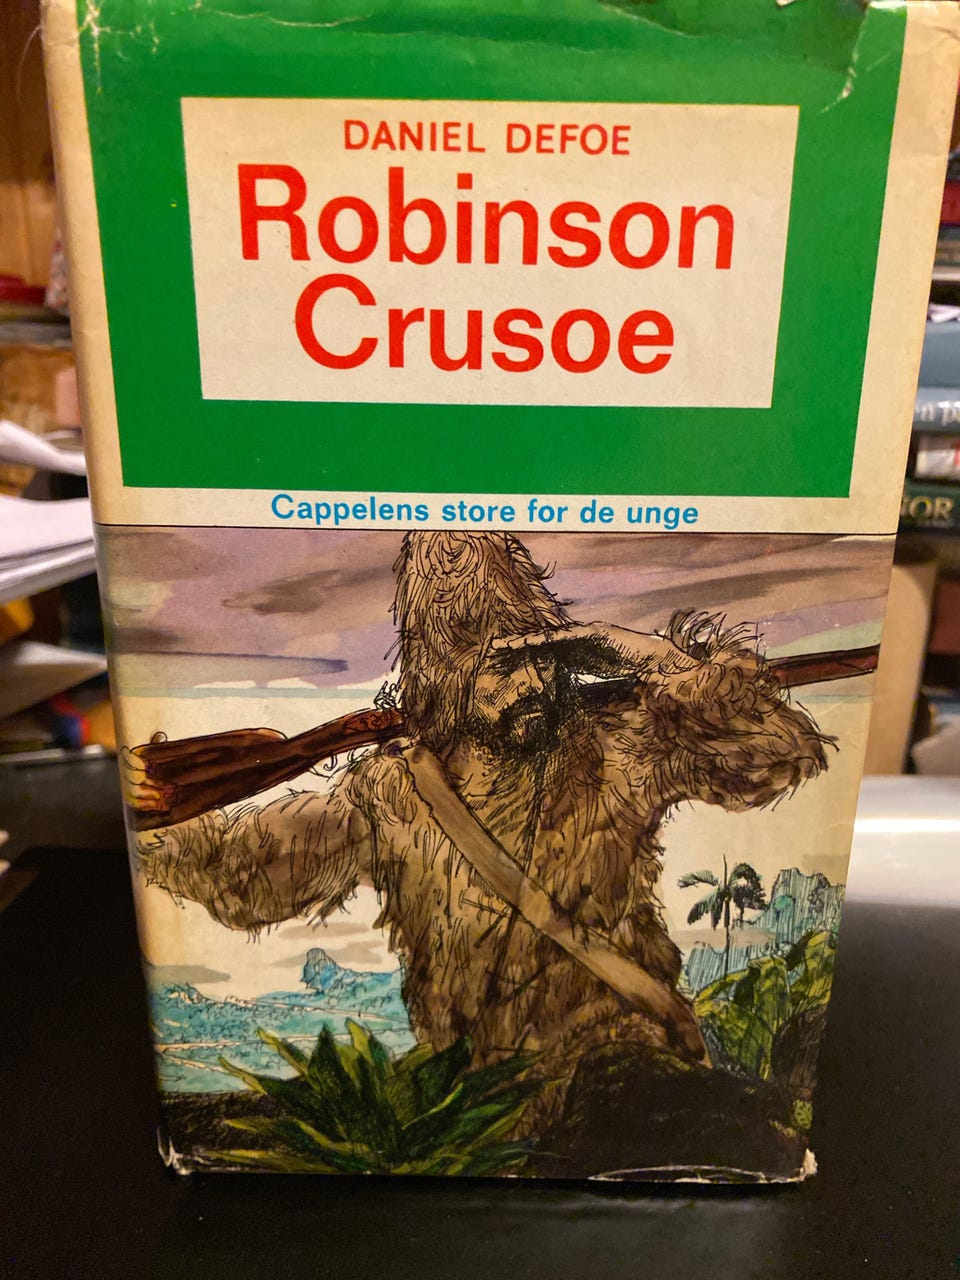 DANIEL DEFOE
Robinson
Crusoe
Cappelens store for de unge